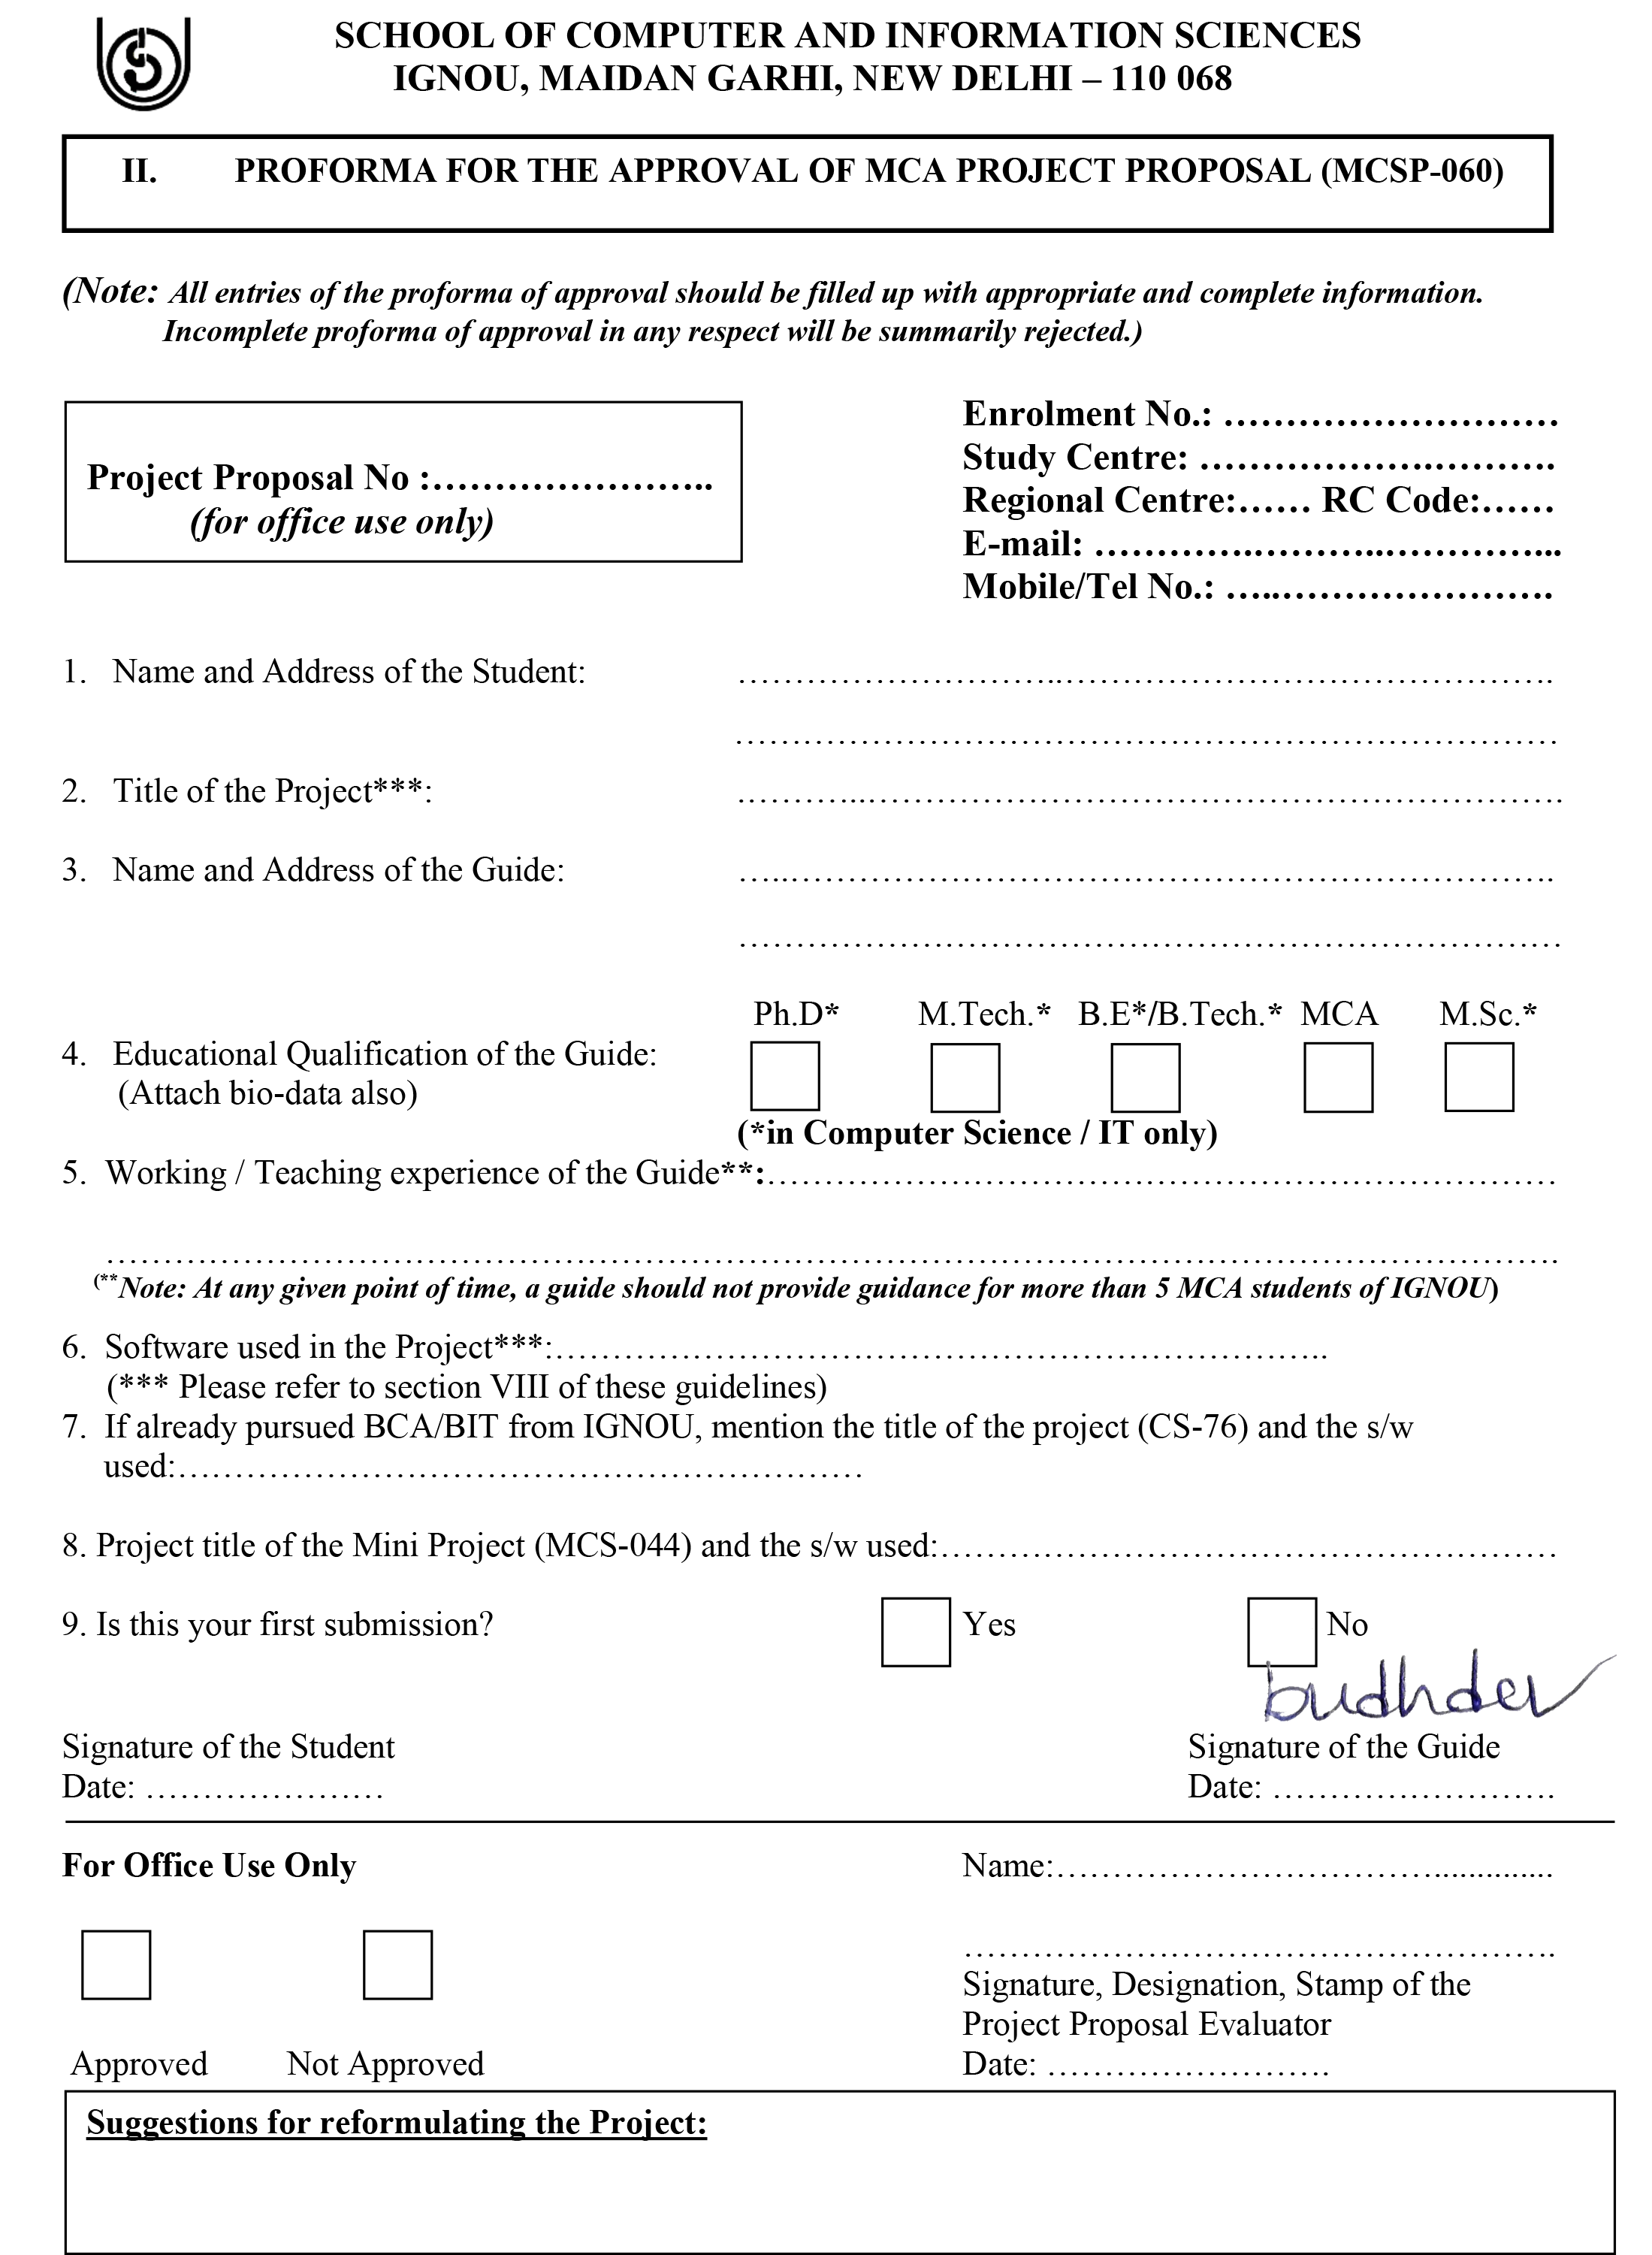 SCHOOL OF COMPUTER AND INFORMATION SCIENCES
IGNOU, MAIDAN GARHI, NEW DELHI – 110 068
II. PROFORMA FOR THE APPROVAL OF MCA PROJECT PROPOSAL (MCSP-060)
(Note: All entries of the proforma of approval should be filled up with appropriate and complete information.
Incomplete proforma of approval in any respect will be summarily rejected.)
Project Proposal No :…………………..
(for office use only)
Enrolment No.: ………………………
Study Centre: ……………….……….
Regional Centre:…… RC Code:……
E-mail: ………….………..…………...
Mobile/Tel No.: …..………………….
1. Name and Address of the Student: ……………………….…………………………………….
……………………………………………………………
2. Title of the Project***: ………...……………………………………………………….
3. Name and Address of the Guide: …..……………………………………………………….
……………………………………………………………
Ph.D* M.Tech.* B.E*/B.Tech.* MCA M.Sc.*
4. Educational Qualification of the Guide:
(Attach bio-data also)
(*in Computer Science / IT only)
5. Working / Teaching experience of the Guide**:……………………………………………………………
……………………………………………………………………………………………………………….
(**Note: At any given point of time, a guide should not provide guidance for more than 5 MCA students of IGNOU)
6. Software used in the Project***:…………………………………………………………..
(*** Please refer to section VIII of these guidelines)
7. If already pursued BCA/BIT from IGNOU, mention the title of the project (CS-76) and the s/w
used:……………………………………………………
8. Project title of the Mini Project (MCS-044) and the s/w used:………………………………………………
9. Is this your first submission? Yes No
budhdev
Signature of the Student Signature of the Guide
Date: ………………… Date: …………………….
For Office Use Only Name:……………………………..............
…………………………………………….
Signature, Designation, Stamp of the
Project Proposal Evaluator
Approved Not Approved Date: …………………….
Suggestions for reformulating the Project: